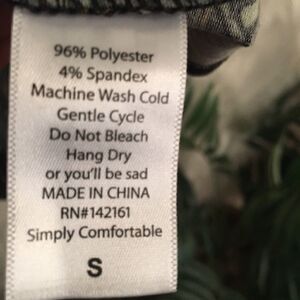 96% Polyester
4% Spandex
Machine Wash Cold
Gentle Cycle
Do Not Bleach
Hang Dry
or you'll be sad
MADE IN CHINA
RN#142161
Simply Comfortable
S